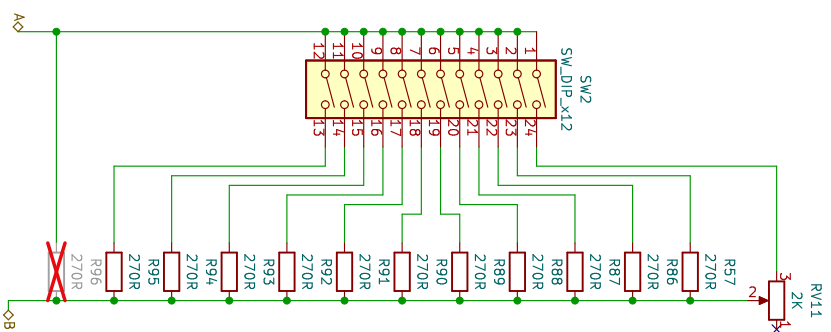 A
12
11
10
9
8
7
6
5
4
3
2
1
SW2
SW_DIP_x12
13
14
15
16
17
18
19
20
21
22
23
24
R96
270R
R95
270R
R94
270R
R93
270R
R92
270R
R91
270R
R90
270R
R89
270R
R88
270R
R87
270R
R86
270R
R57
270R
3
2
1
RV11
2K
B